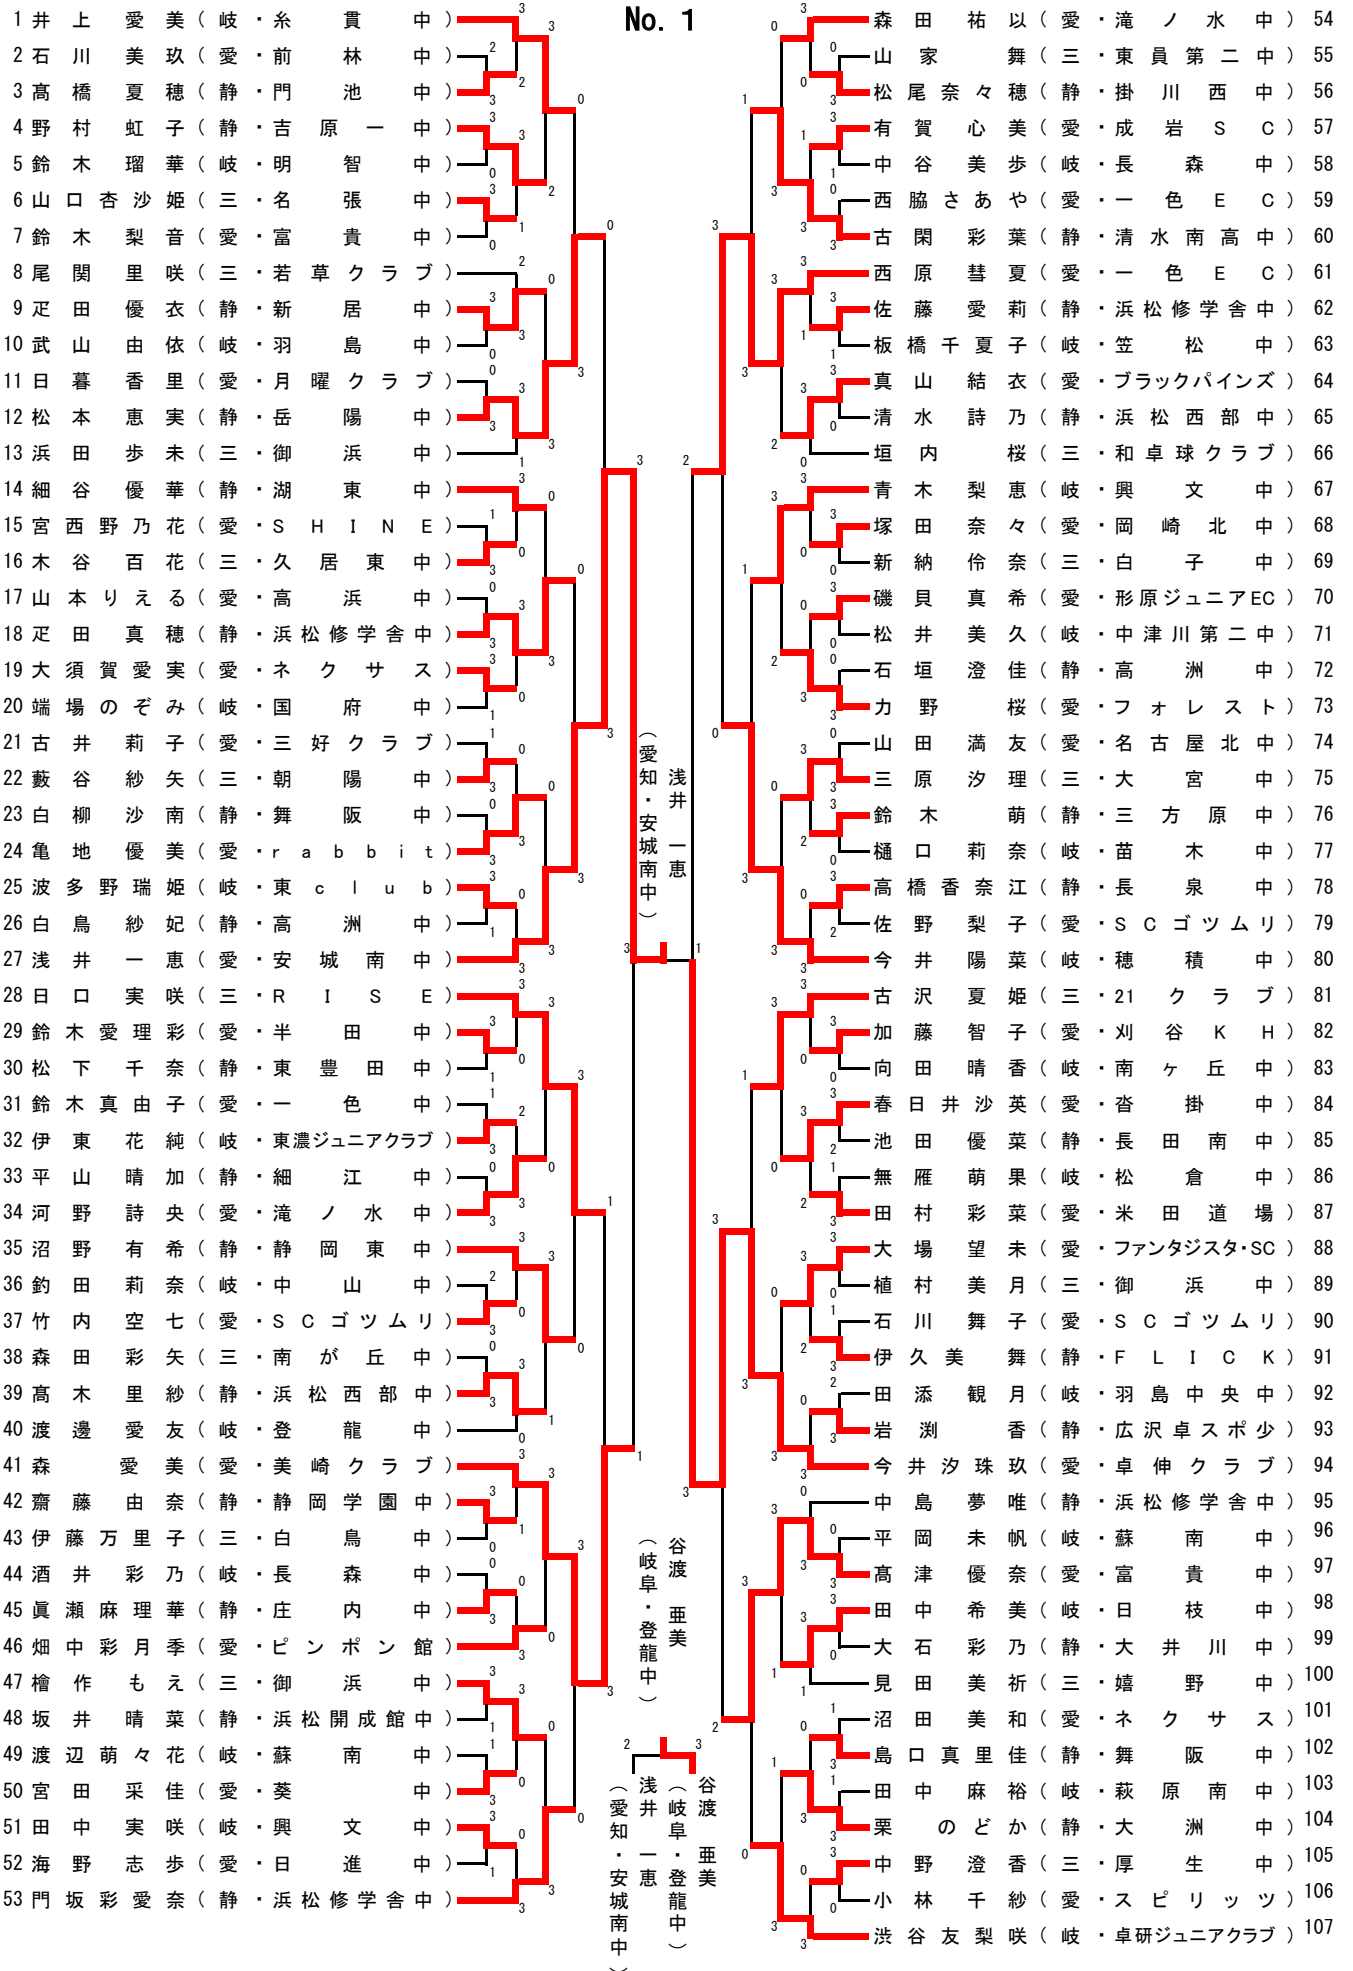 No. 1
1 井上愛美 (岐・糸貫中)
2 石川美玖 (愛・前林中)
3 髙橋夏穂 (静・門池中)
4 野村虹子 (静・吉原一中)
5 鈴木瑠華 (岐・明智中)
6 山口杏沙姫 (三・名張中)
7 鈴木梨音 (愛・富貴中)
8 尾関里咲 (三・若草クラブ)
9 疋田優衣 (静・新居中)
10 武山由依 (岐・羽島中)
11 日暮香里 (愛・月曜クラブ)
12 松本恵実 (静・岳陽中)
13 浜田歩未 (三・御浜中)
14 細谷優華 (静・湖東中)
15 宮西野乃花 (愛・SHINE)
16 木谷百花 (三・久居東中)
17 山本りえる (愛・高浜中)
18 疋田真穂 (静・浜松修学舎中)
19 大須賀愛実 (愛・ネクサス)
20 端場のぞみ (岐・国府中)
21 古井莉子 (愛・三好クラブ)
22 藪谷紗矢 (三・朝陽中)
23 白柳沙南 (静・舞阪中)
24 亀地優美 (愛・rabbit)
25 波多野瑞姫 (岐・東club)
26 白鳥紗妃 (静・高洲中)
27 浅井一恵 (愛・安城南中)
28 日口実咲 (三・RISE)
29 鈴木愛理彩 (愛・半田中)
30 松下千奈 (静・東豊田中)
31 鈴木真由子 (愛・一色中)
32 伊東花純 (岐・東濃ジュニアクラブ)
33 平山晴加 (静・細江中)
34 河野詩央 (愛・滝ノ水中)
35 沼野有希 (静・静岡東中)
36 釣田莉奈 (岐・中山中)
37 竹内空七 (愛・SCゴツムリ)
38 森田彩矢 (三・南が丘中)
39 髙木里紗 (静・浜松西部中)
40 渡邊愛友 (岐・登龍中)
41 森愛美 (愛・美崎クラブ)
42 齋藤由奈 (静・静岡学園中)
43 伊藤万里子 (三・白鳥中)
44 酒井彩乃 (岐・長森中)
45 眞瀬麻理華 (静・庄内中)
46 畑中彩月季 (愛・ピンポン館)
47 檜作もえ (三・御浜中)
48 坂井晴菜 (静・浜松開成館中)
49 渡辺萌々花 (岐・蘇南中)
50 宮田采佳 (愛・葵中)
51 田中実咲 (岐・興文中)
52 海野志歩 (愛・日進中)
53 門坂彩愛奈 (静・浜松修学舎中)
浅井 一恵
(愛知・安城南中)
谷渡 亜美
(岐阜・登龍中)
2
3
谷渡 亜美
(岐阜・登龍中)
浅井 一恵
(愛知・安城南中)
森田祐以 (愛・滝ノ水中) 54
山家舞 (三・東員第二中) 55
松尾奈々穂 (静・掛川西中) 56
有賀心美 (愛・成岩SC) 57
中谷美歩 (岐・長森中) 58
西脇さあや (愛・一色EC) 59
古閑彩葉 (静・清水南高中) 60
西原彗夏 (愛・一色EC) 61
佐藤愛莉 (静・浜松修学舎中) 62
板橋千夏子 (岐・笠松中) 63
真山結衣 (愛・ブラックパインズ) 64
清水詩乃 (静・浜松西部中) 65
垣内桜 (三・和卓球クラブ) 66
青木梨恵 (岐・興文中) 67
塚田奈々 (愛・岡崎北中) 68
新納伶奈 (三・白子中) 69
磯貝真希 (愛・形原ジュニアEC) 70
松井美久 (岐・中津川第二中) 71
石垣澄佳 (静・高洲中) 72
力野桜 (愛・フォレスト) 73
山田満友 (愛・名古屋北中) 74
三原汐理 (三・大宮中) 75
鈴木萌 (静・三方原中) 76
樋口莉奈 (岐・苗木中) 77
高橋香奈江 (静・長泉中) 78
佐野梨子 (愛・SCゴツムリ) 79
今井陽菜 (岐・穂積中) 80
古沢夏姫 (三・21クラブ) 81
加藤智子 (愛・刈谷KH) 82
向田晴香 (岐・南ヶ丘中) 83
春日井沙英 (愛・沓掛中) 84
池田優菜 (静・長田南中) 85
無雁萌果 (岐・松倉中) 86
田村彩菜 (愛・米田道場) 87
大場望未 (愛・ファンタジスタ・SC) 88
植村美月 (三・御浜中) 89
石川舞子 (愛・SCゴツムリ) 90
伊久美舞 (静・FLICK) 91
田添観月 (岐・羽島中央中) 92
岩渕香 (静・広沢卓スポ少) 93
今井汐珠玖 (愛・卓伸クラブ) 94
中島夢唯 (静・浜松修学舎中) 95
平岡未帆 (岐・蘇南中) 96
髙津優奈 (愛・富貴中) 97
田中希美 (岐・日枝中) 98
大石彩乃 (静・大井川中) 99
見田美祈 (三・嬉野中) 100
沼田美和 (愛・ネクサス) 101
島口真里佳 (静・舞阪中) 102
田中麻裕 (岐・萩原南中) 103
栗のどか (静・大洲中) 104
中野澄香 (三・厚生中) 105
小林千紗 (愛・スピリッツ) 106
渋谷友梨咲 (岐・卓研ジュニアクラブ) 107